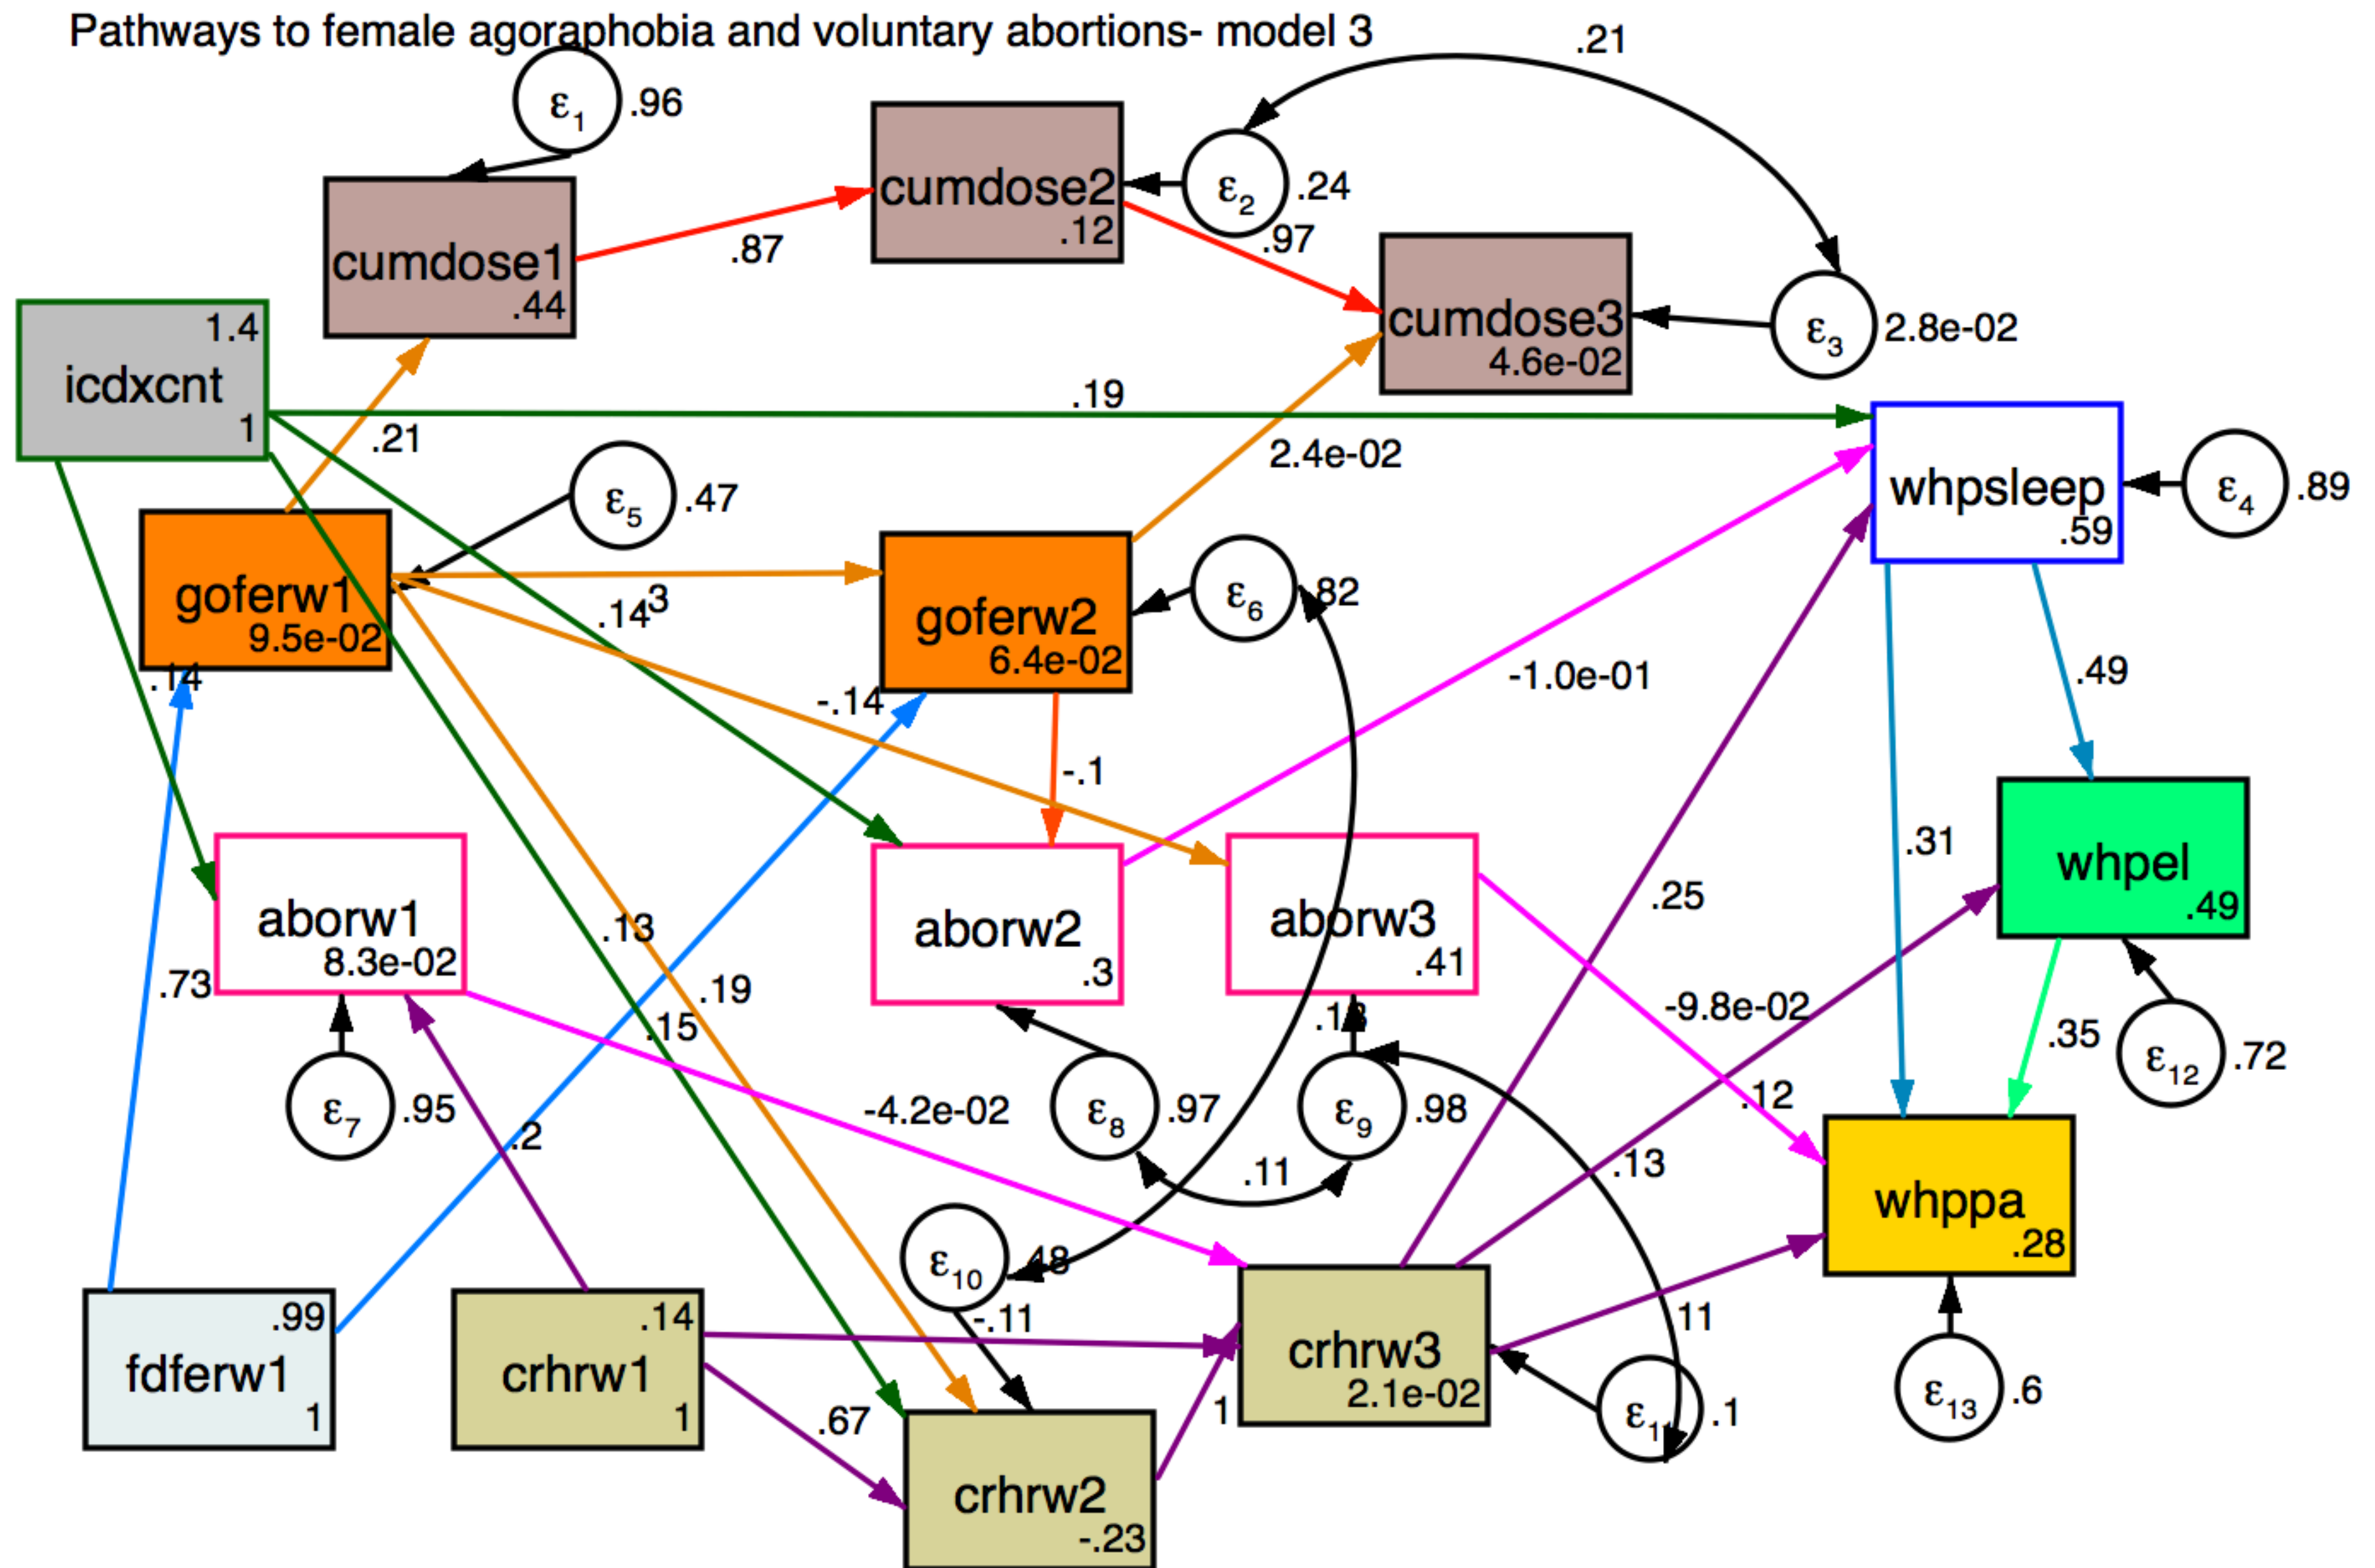 Pathways to female agoraphobia and voluntary abortions- model 3
.21
ε1
.96
cumdose2
.12
ε2
.24
cumdose1
.44
.87
.97
cumdose3
4.6e-02
ε3
2.8e-02
1.4
icdxcnt
1
.19
.21
2.4e-02
ε5
.47
whpsleep
.59
ε4
.89
goferw1
9.5e-02
.14
.3
goferw2
6.4e-02
ε6
.82
.14
-.14
-1.0e-01
.49
-.1
.31
whpel
.49
aborw1
8.3e-02
.13
aborw2
.3
aborw3
.41
.25
.73
.19
.15
-9.8e-02
.35
ε12
.72
ε7
.95
.2
-4.2e-02
ε8
.97
ε9
.98
.12
.11
.13
whppa
.28
ε10
.48
-.11
.99
fdferw1
1
.14
crhrw1
1
crhrw3
2.1e-02
.11
ε11
.1
ε13
.6
.67
1
crhrw2
-.23